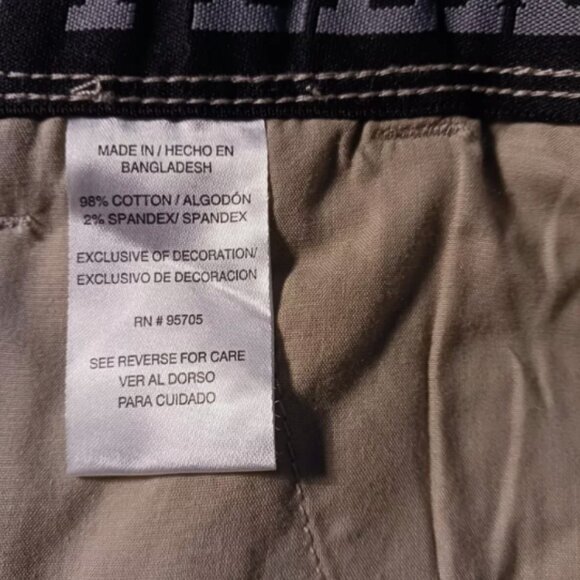 MADE IN / HECHO EN
BANGLADESH
98% COTTON / ALGODÓN
2% SPANDEX/ SPANDEX
EXCLUSIVE OF DECORATION/
EXCLUSIVO DE DECORACION
RN # 95705
SEE REVERSE FOR CARE
VER AL DORSO
PARA CUIDADO